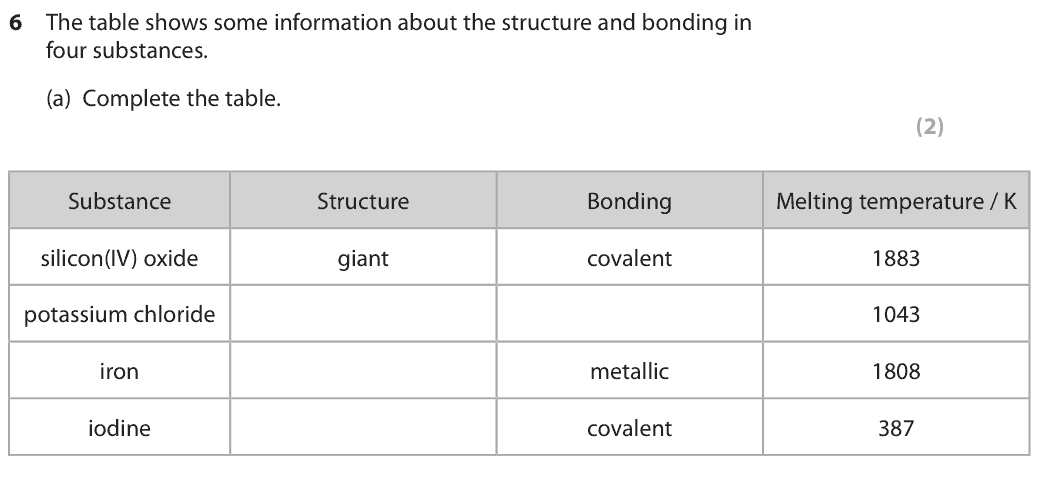 6 The table shows some information about the structure and bonding in
four substances.
(a) Complete the table.
(2)
Substance Structure Bonding Melting temperature / K
silicon(IV) oxide giant covalent 1883
potassium chloride 1043
iron metallic 1808
iodine covalent 387